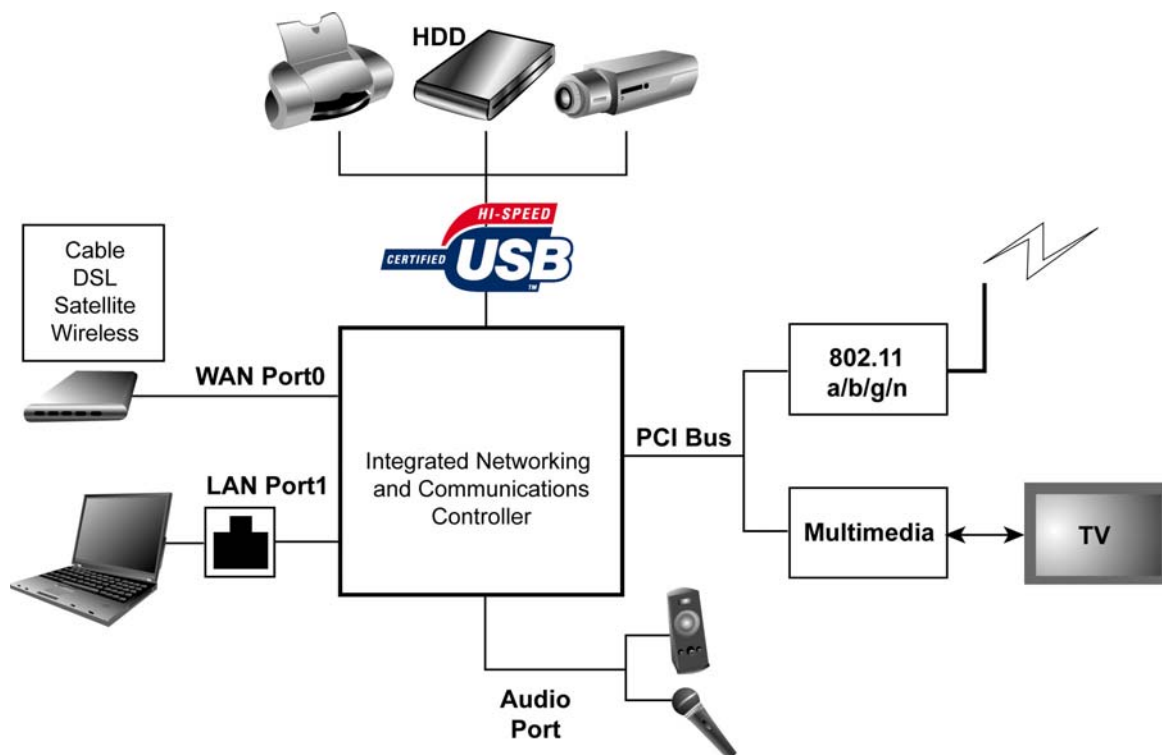 HDD
HI-SPEED
CERTIFIED
USB
TM
Cable
DSL
Satellite
Wireless
WAN Port0
802.11
a/b/g/n
PCI Bus
Integrated Networking
and Communications
Controller
LAN Port1
Multimedia
TV
Audio
Port